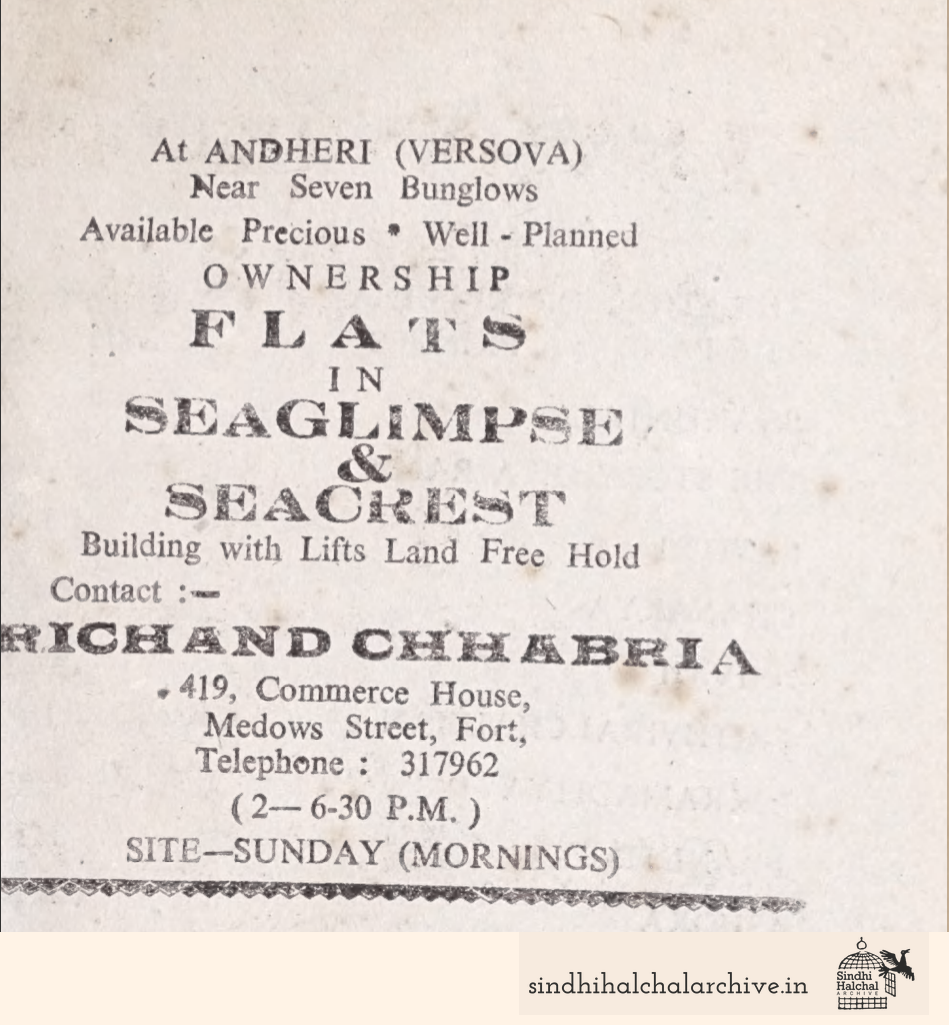 At ANDHERI (VERSOVA)
Near Seven Bunglows
Available Precious * Well - Planned
OWNERSHIP
FLATS
IN
SEAGLIMPSE
&
SEACREST
Building with Lifts Land Free Hold
Contact :—
RICHAND CHHABRIA
419, Commerce House,
Medows Street, Fort,
Telephone : 317962
( 2— 6-30 P.M. )
SITE—SUNDAY (MORNINGS)
sindhihalchalarchive.in
Sindhi
Halchal
ARCHIVE